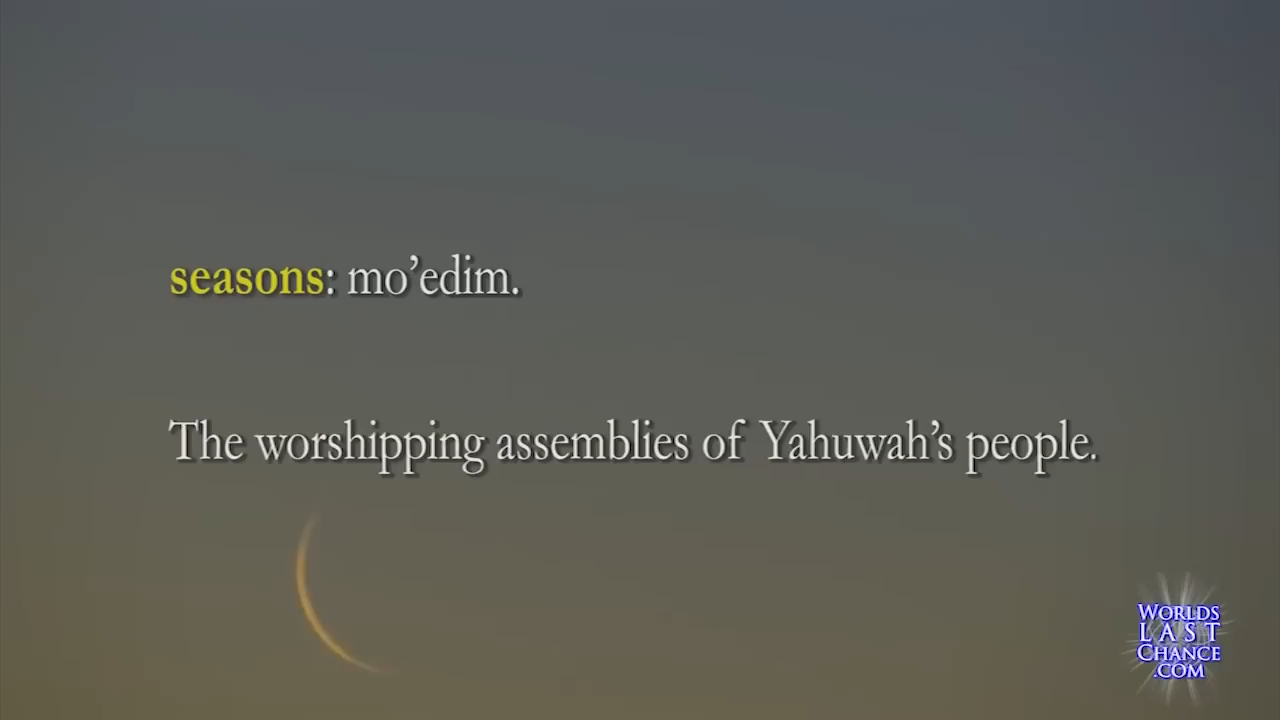 seasons: mo’edim.
The worshipping assemblies of Yahuwah’s people.
WORLDS
LAST
CHANCE
.COM